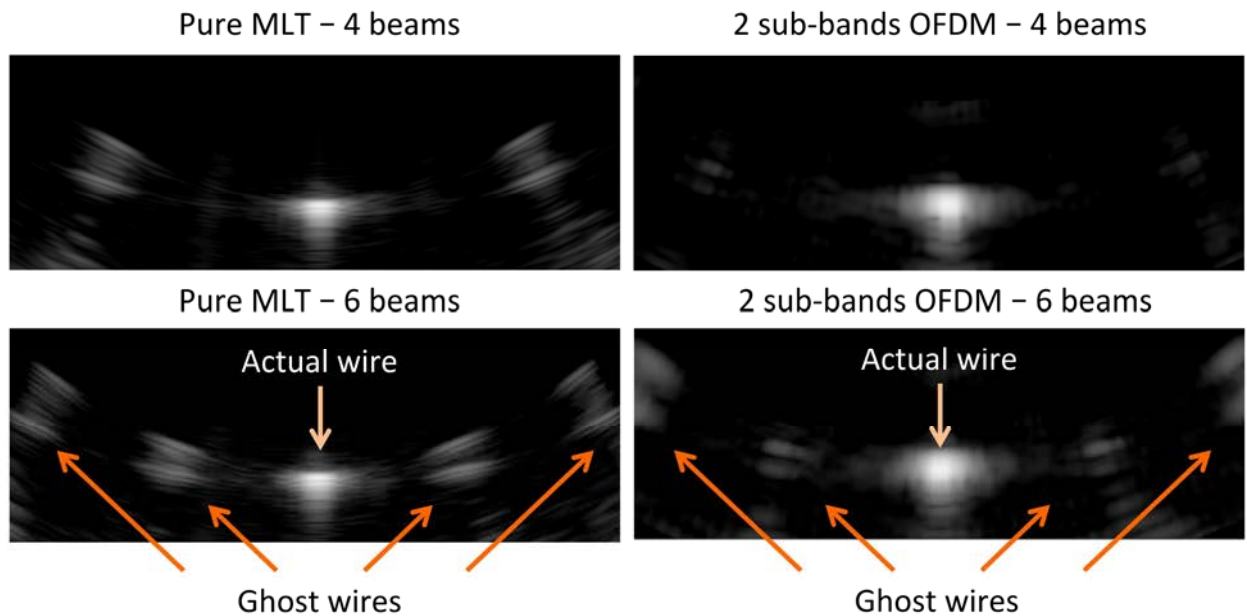 Pure MLT – 4 beams
2 sub-bands OFDM – 4 beams
Pure MLT – 6 beams
2 sub-bands OFDM – 6 beams
Actual wire
Actual wire
Ghost wires
Ghost wires